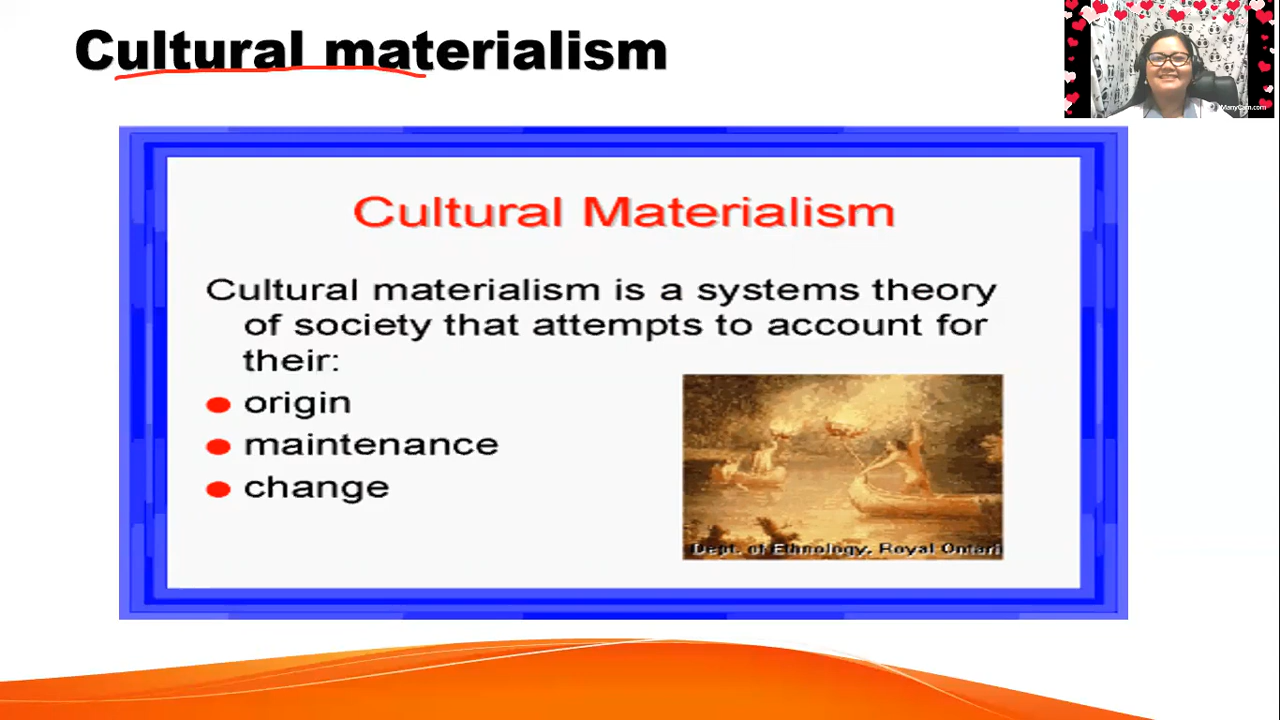 Cultural materialism
ManyCam.com
Cultural Materialism
Cultural materialism is a systems theory
of society that attempts to account for
their:
origin
maintenance
change
Dept. of Ethnology, Royal Ontari